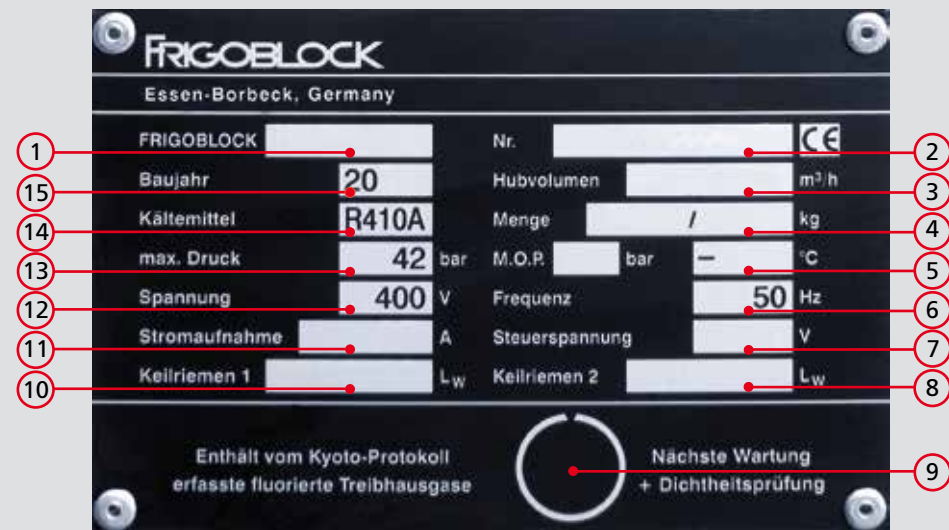 FRIGOBLOCK
Essen-Borbeck, Germany
1 FRIGOBLOCK Nr. CE 2
15 Baujahr 20 Hubvolumen m³/h 3
14 Kältemittel R410A Menge / kg 4
13 max. Druck 42 bar M.O.P. bar – °C 5
12 Spannung 400 V Frequenz 50 Hz 6
11 Stromaufnahme A Steuerspannung V 7
10 Keilriemen 1 LW Keilriemen 2 LW 8
Enthält vom Kyoto-Protokoll Nächste Wartung
erfasste fluorierte Treibhausgase + Dichtheitsprüfung 9